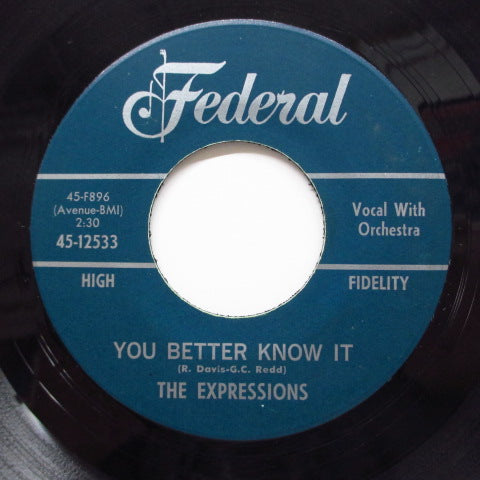 Federal
45-F896
(Avenue-BMI)
2:30
45-12533
Vocal With
Orchestra
HIGH FIDELITY
YOU BETTER KNOW IT
(R. Davis-G.C. Redd)
THE EXPRESSIONS